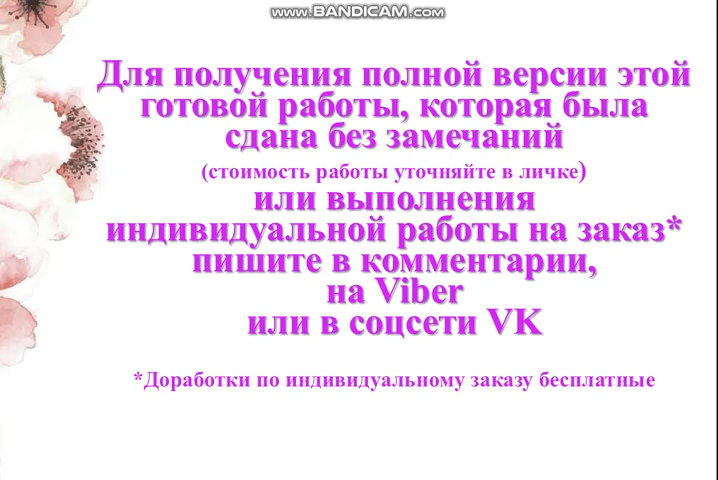 www.BANDICAM.com
Для получения полной версии этой
готовой работы, которая была
сдана без замечаний
(стоимость работы уточняйте в личке)
или выполнения
индивидуальной работы на заказ*
пишите в комментарии,
на Viber
или в соцсети VK
*Доработки по индивидуальному заказу бесплатные